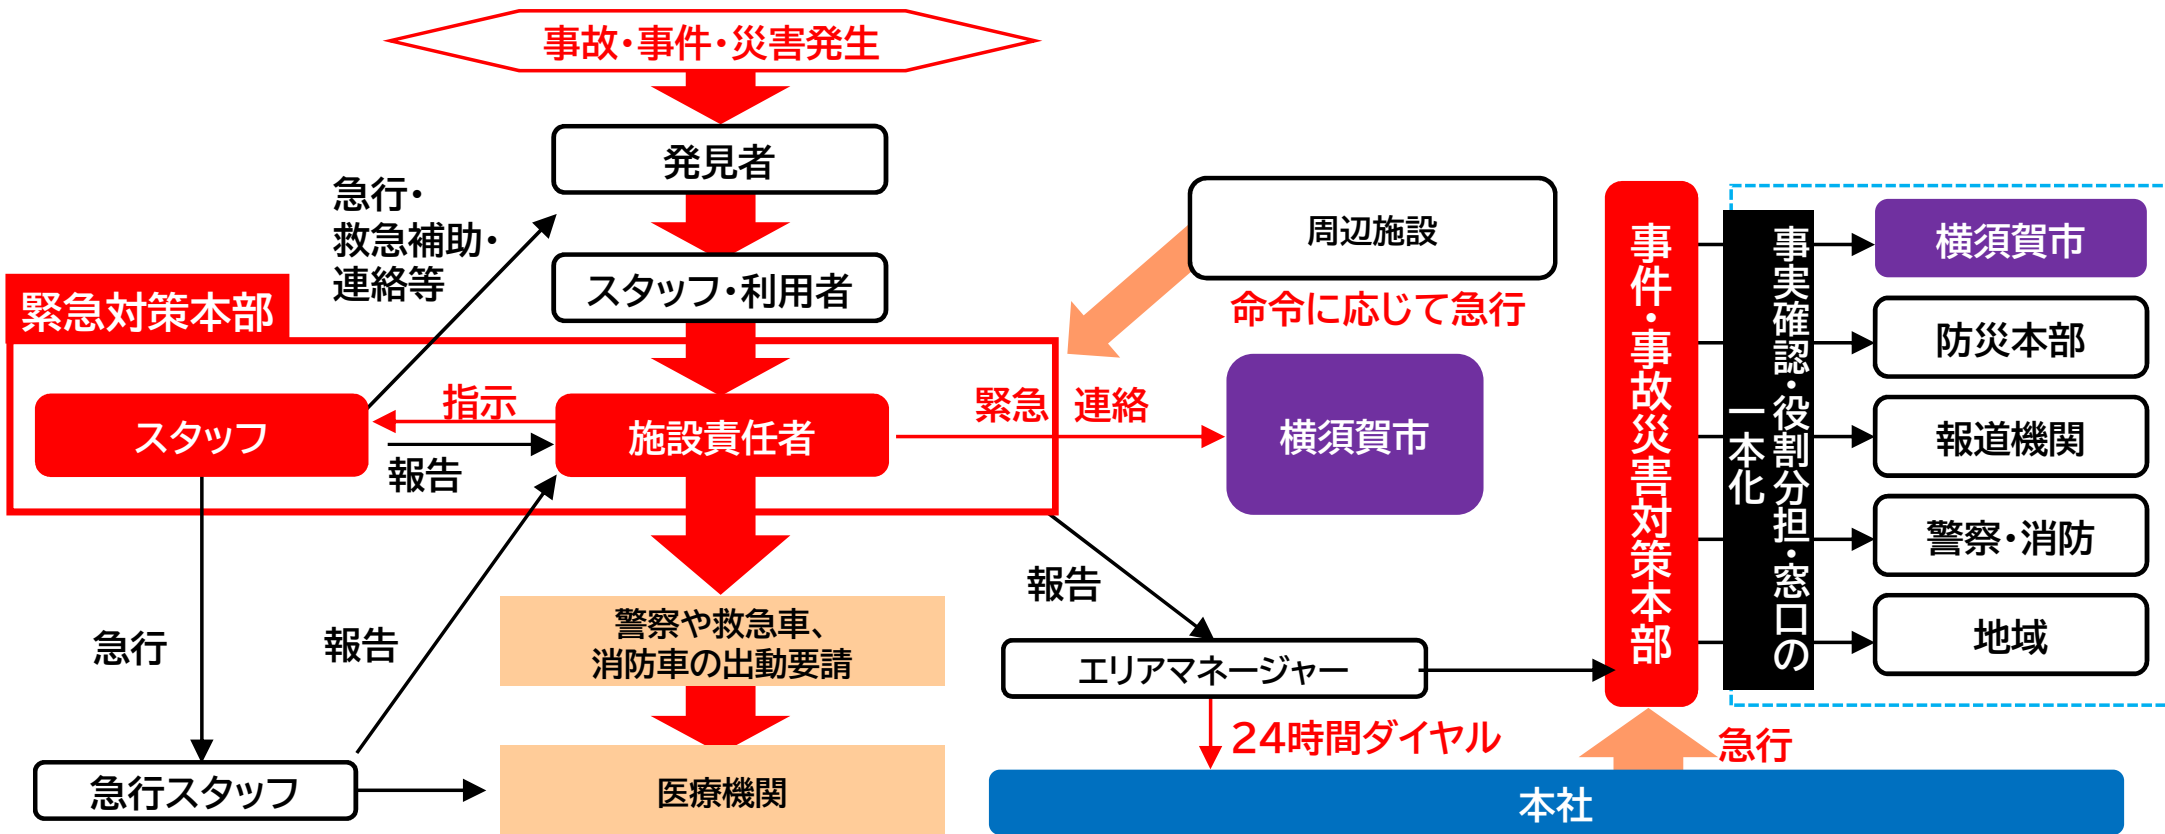 事故・事件・災害発生
発見者
急行・
救急補助・
連絡等
スタッフ・利用者
周辺施設
命令に応じて急行
緊急対策本部
スタッフ
指示
報告
施設責任者
緊急 連絡
横須賀市
急行
報告
警察や救急車、
消防車の出動要請
報告
エリアマネージャー
24時間ダイヤル
急行スタッフ
医療機関
本社
急行
事件・事故災害対策本部
事実確認・役割分担・窓口の
一本化
横須賀市
防災本部
報道機関
警察・消防
地域